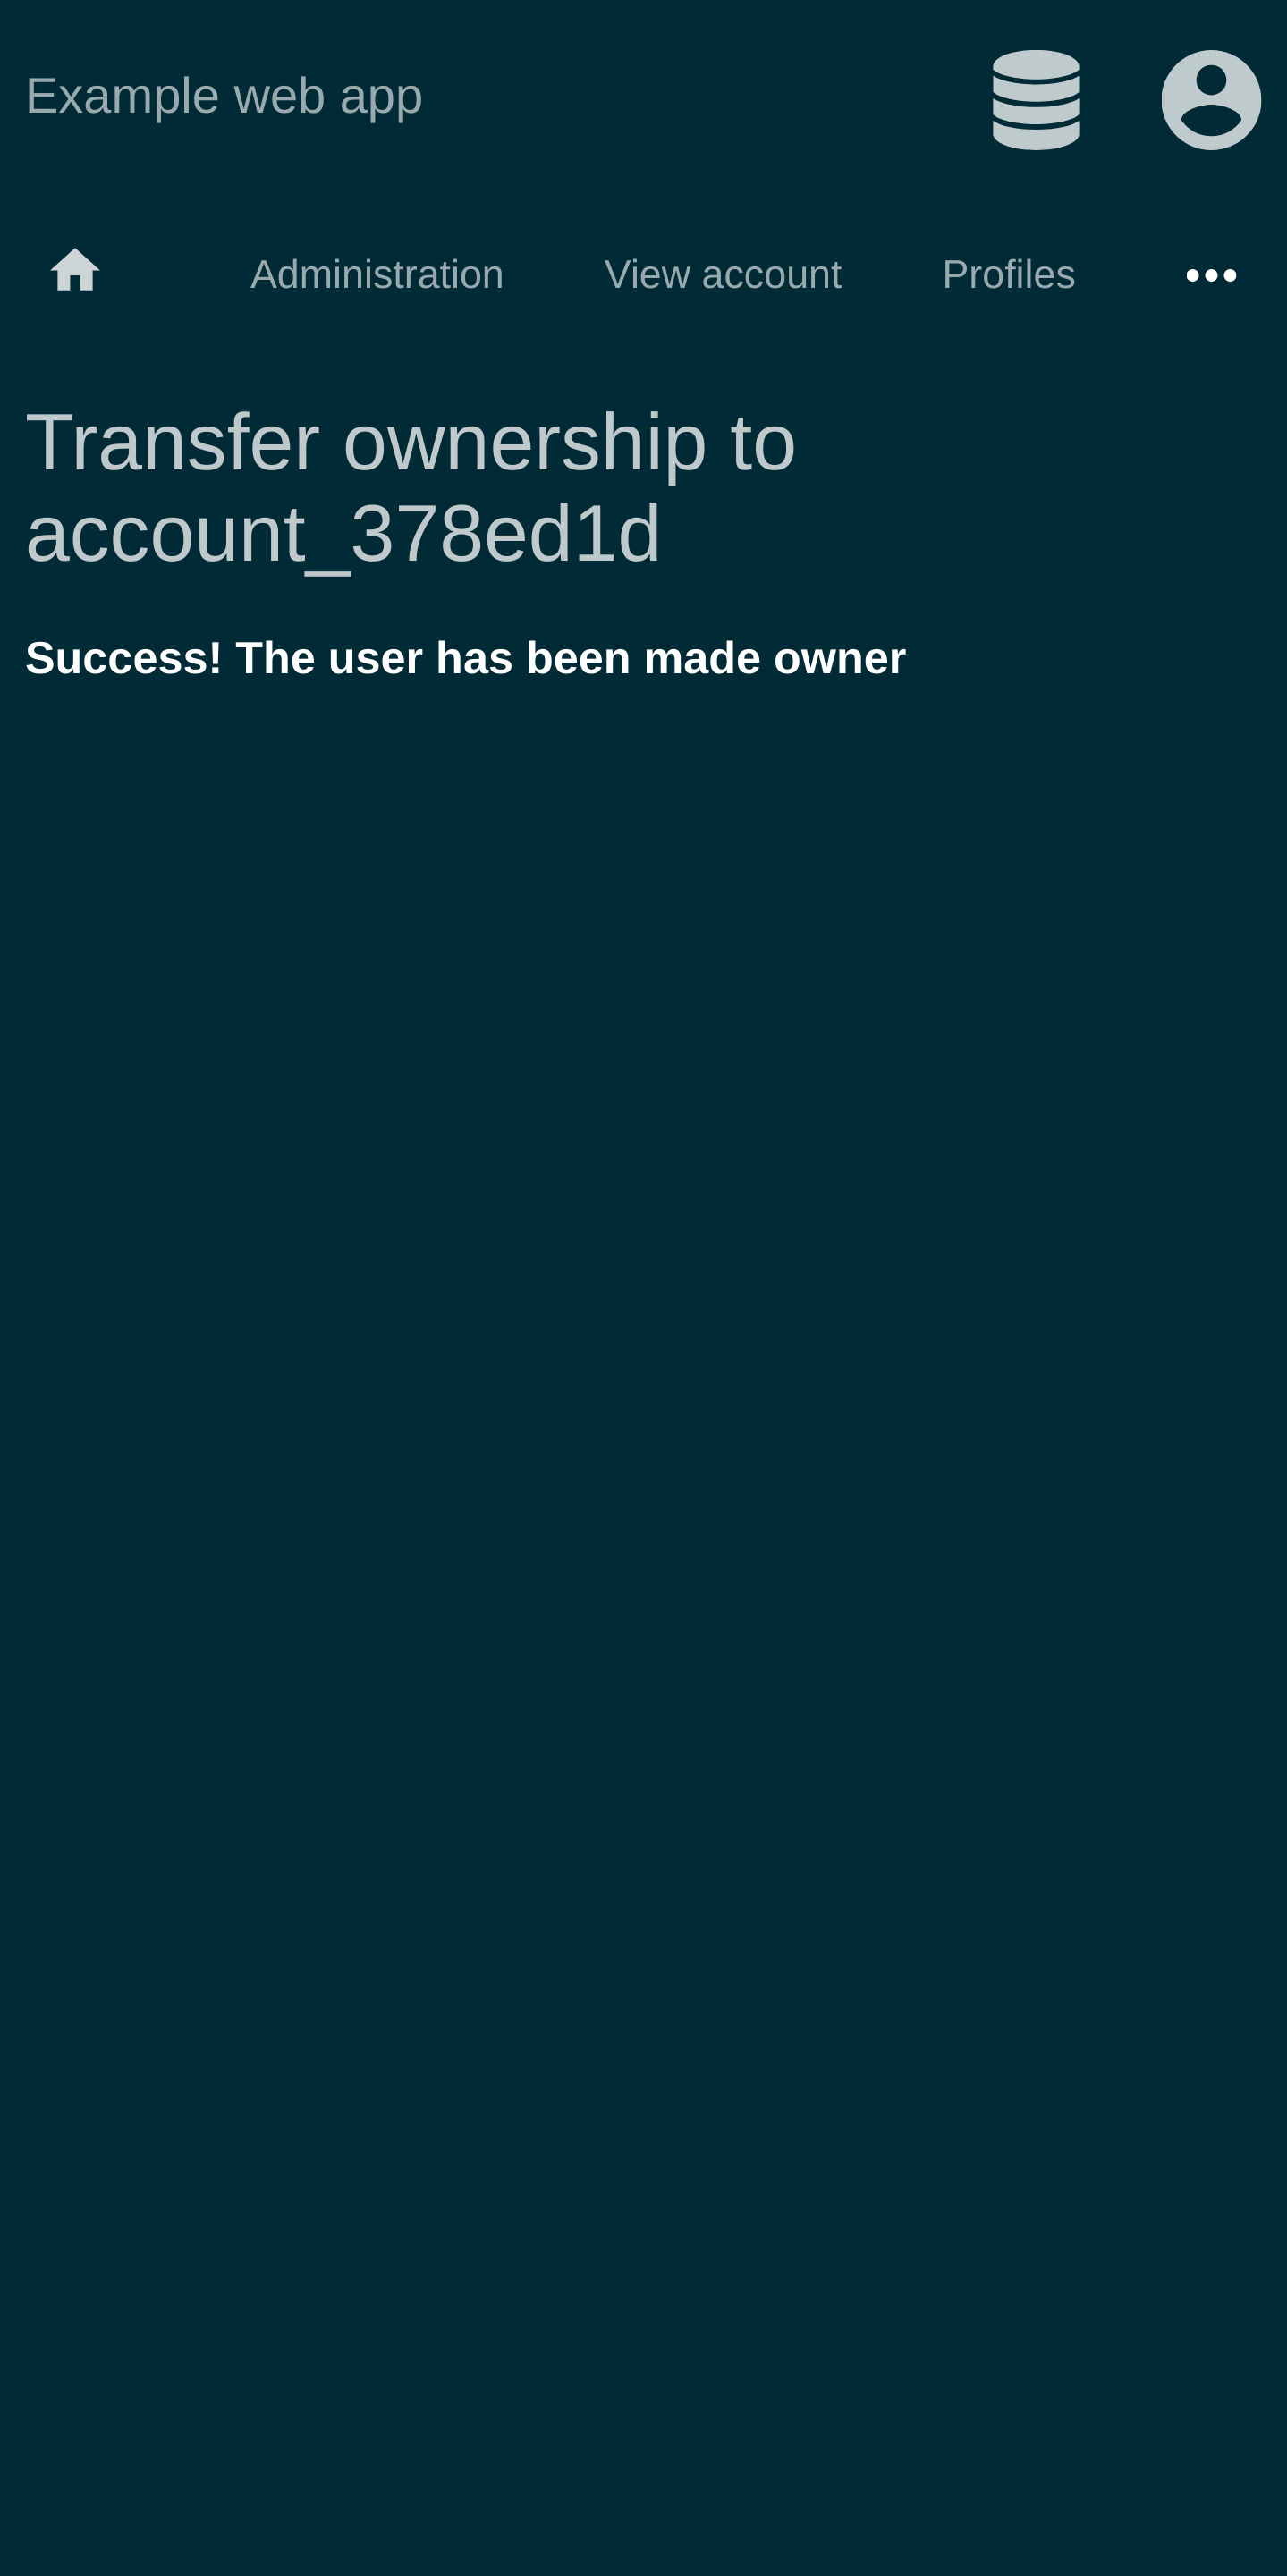 Example web app
Administration View account Profiles
Transfer ownership to
account_378ed1d
Success! The user has been made owner